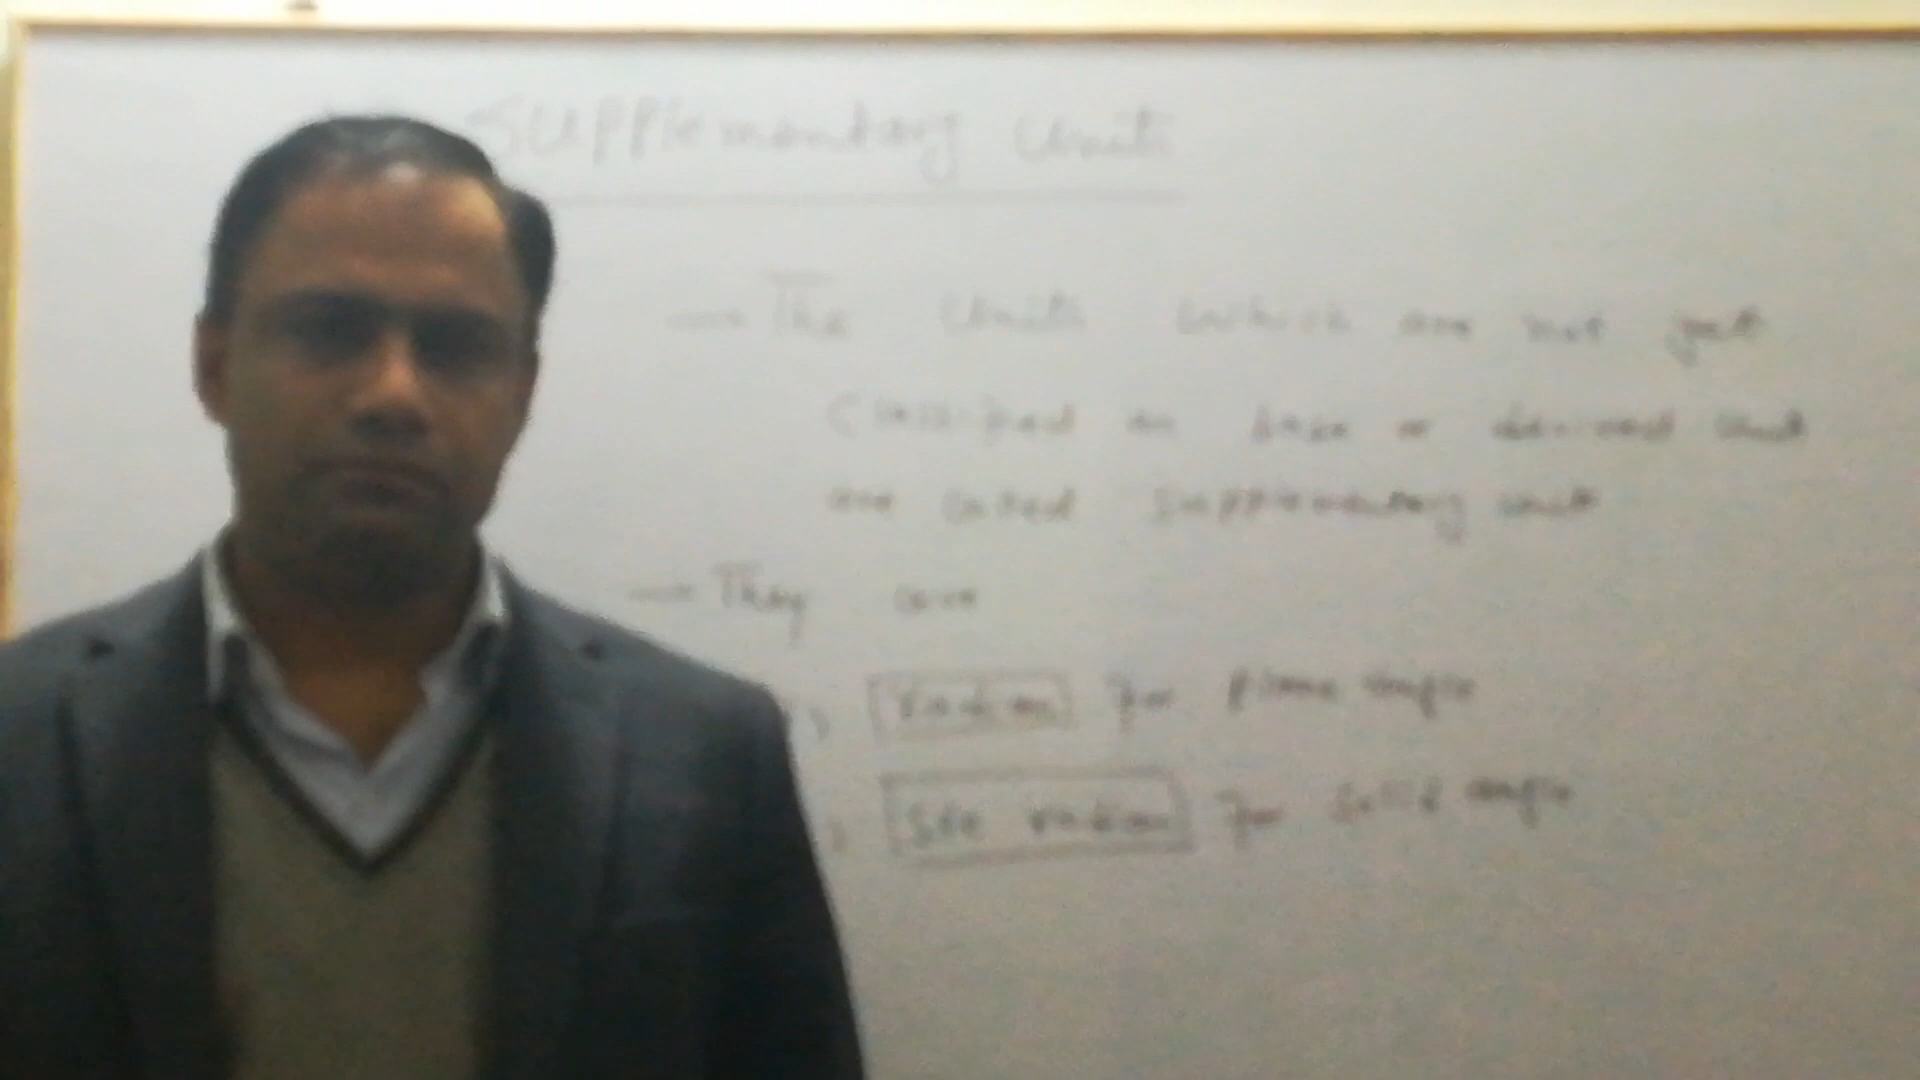 Supplementary Units
→ The Units which are not yet
Classified as base or derived unit
are called Supplementary unit
→ They are
) radian for plane angle
) Ste radian for solid angle